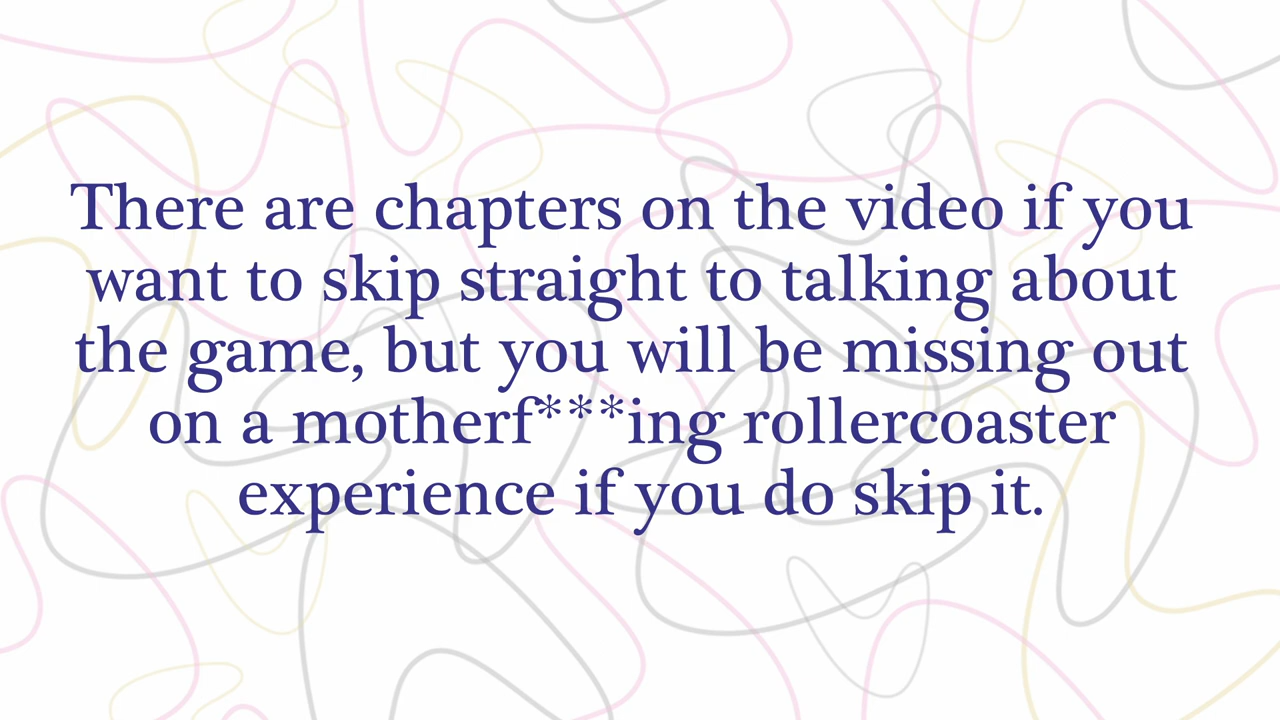 There are chapters on the video if you
want to skip straight to talking about
the game, but you will be missing out
on a motherf***ing rollercoaster
experience if you do skip it.